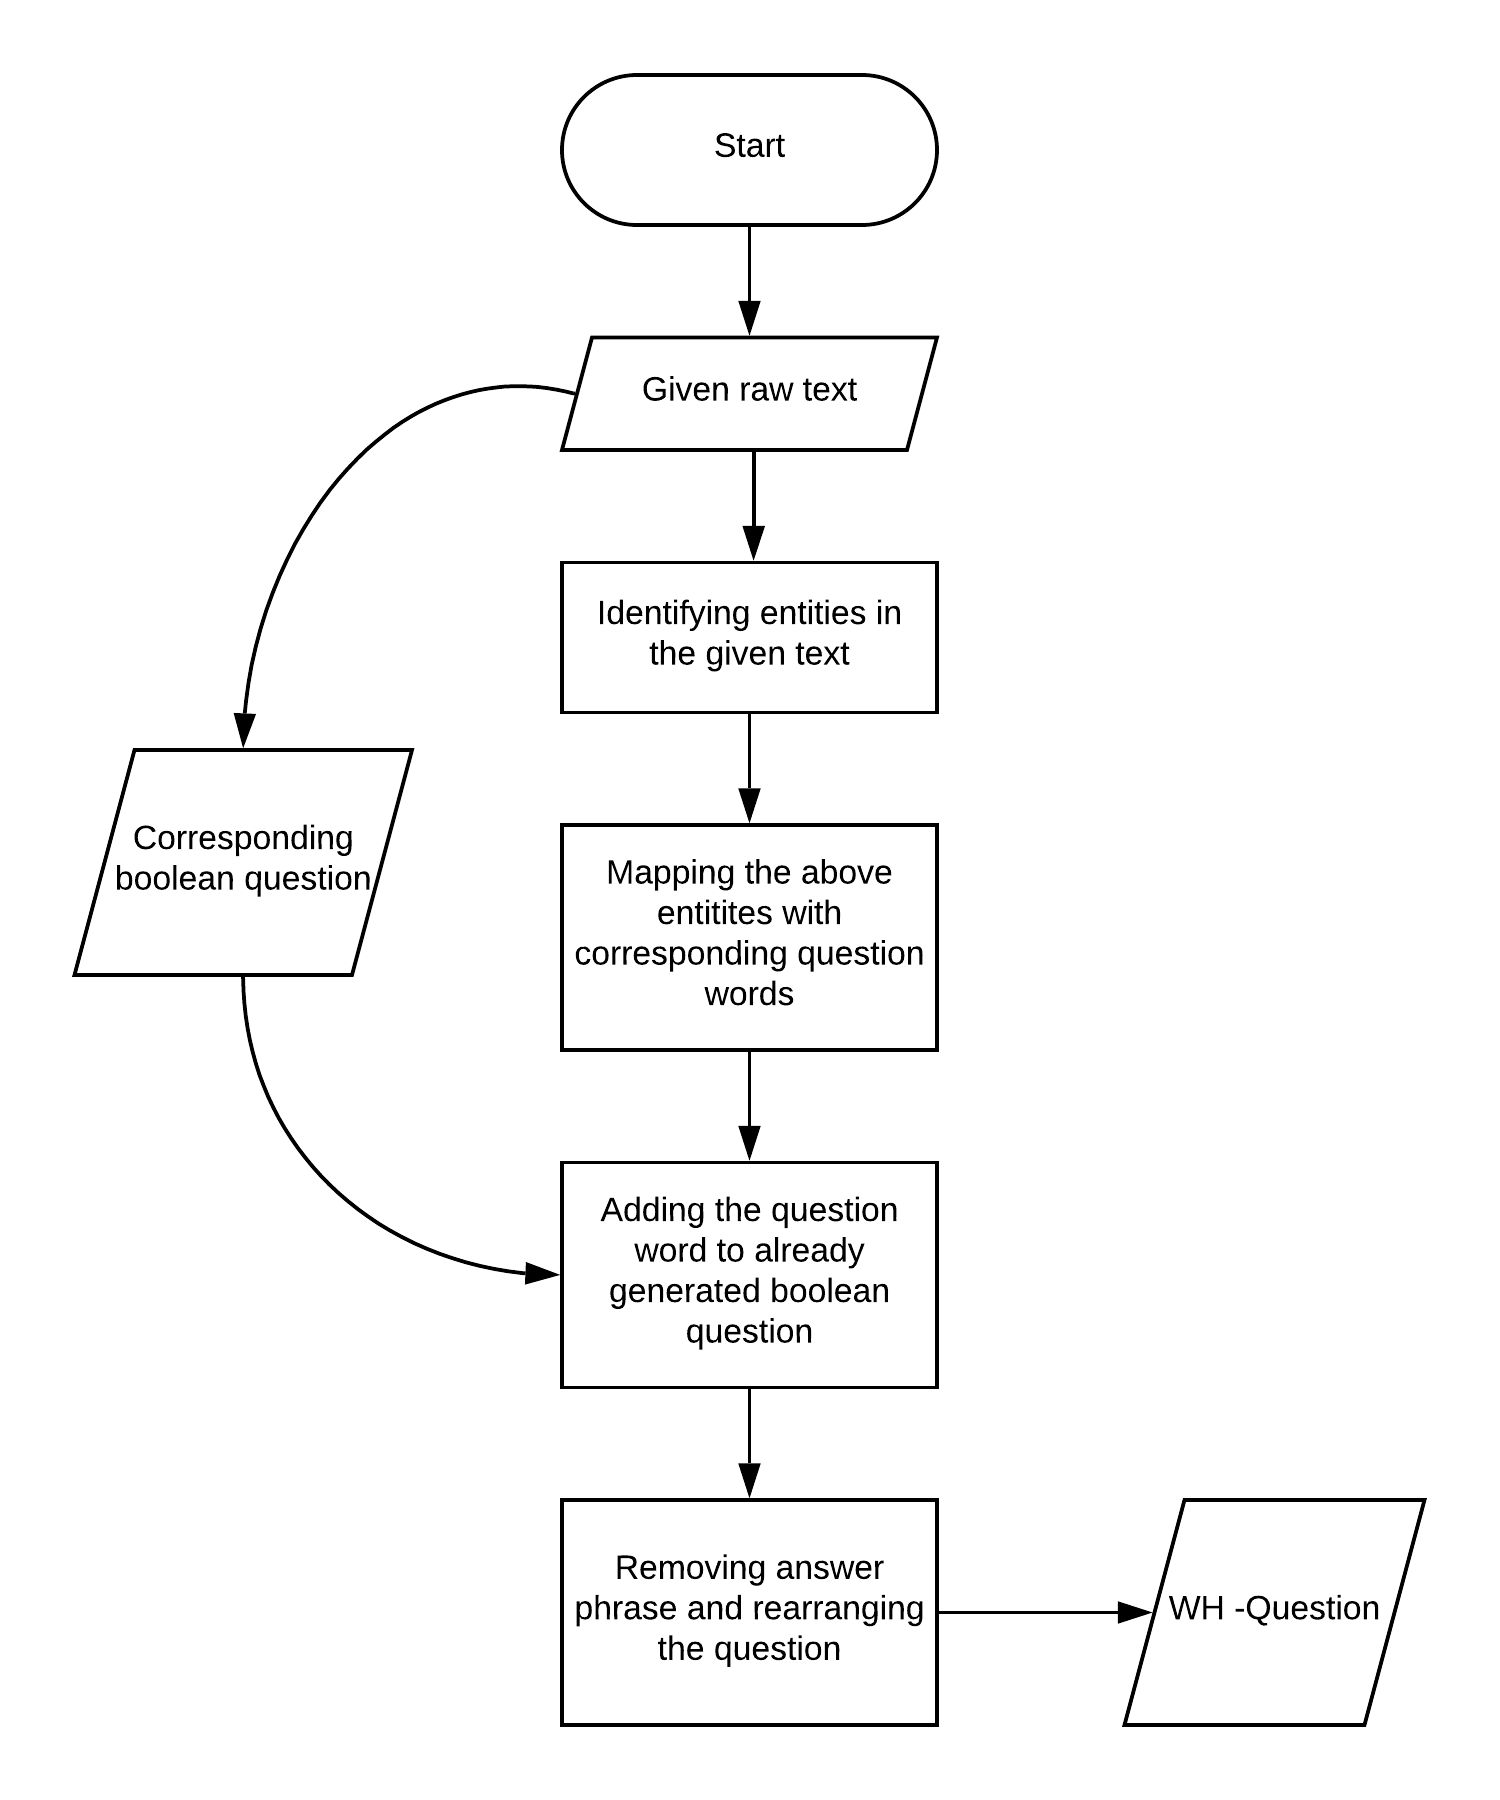 Start
Given raw text
Identifying entities in
the given text
Corresponding
boolean question
Mapping the above
entitites with
corresponding question
words
Adding the question
word to already
generated boolean
question
Removing answer
phrase and rearranging
the question
WH -Question